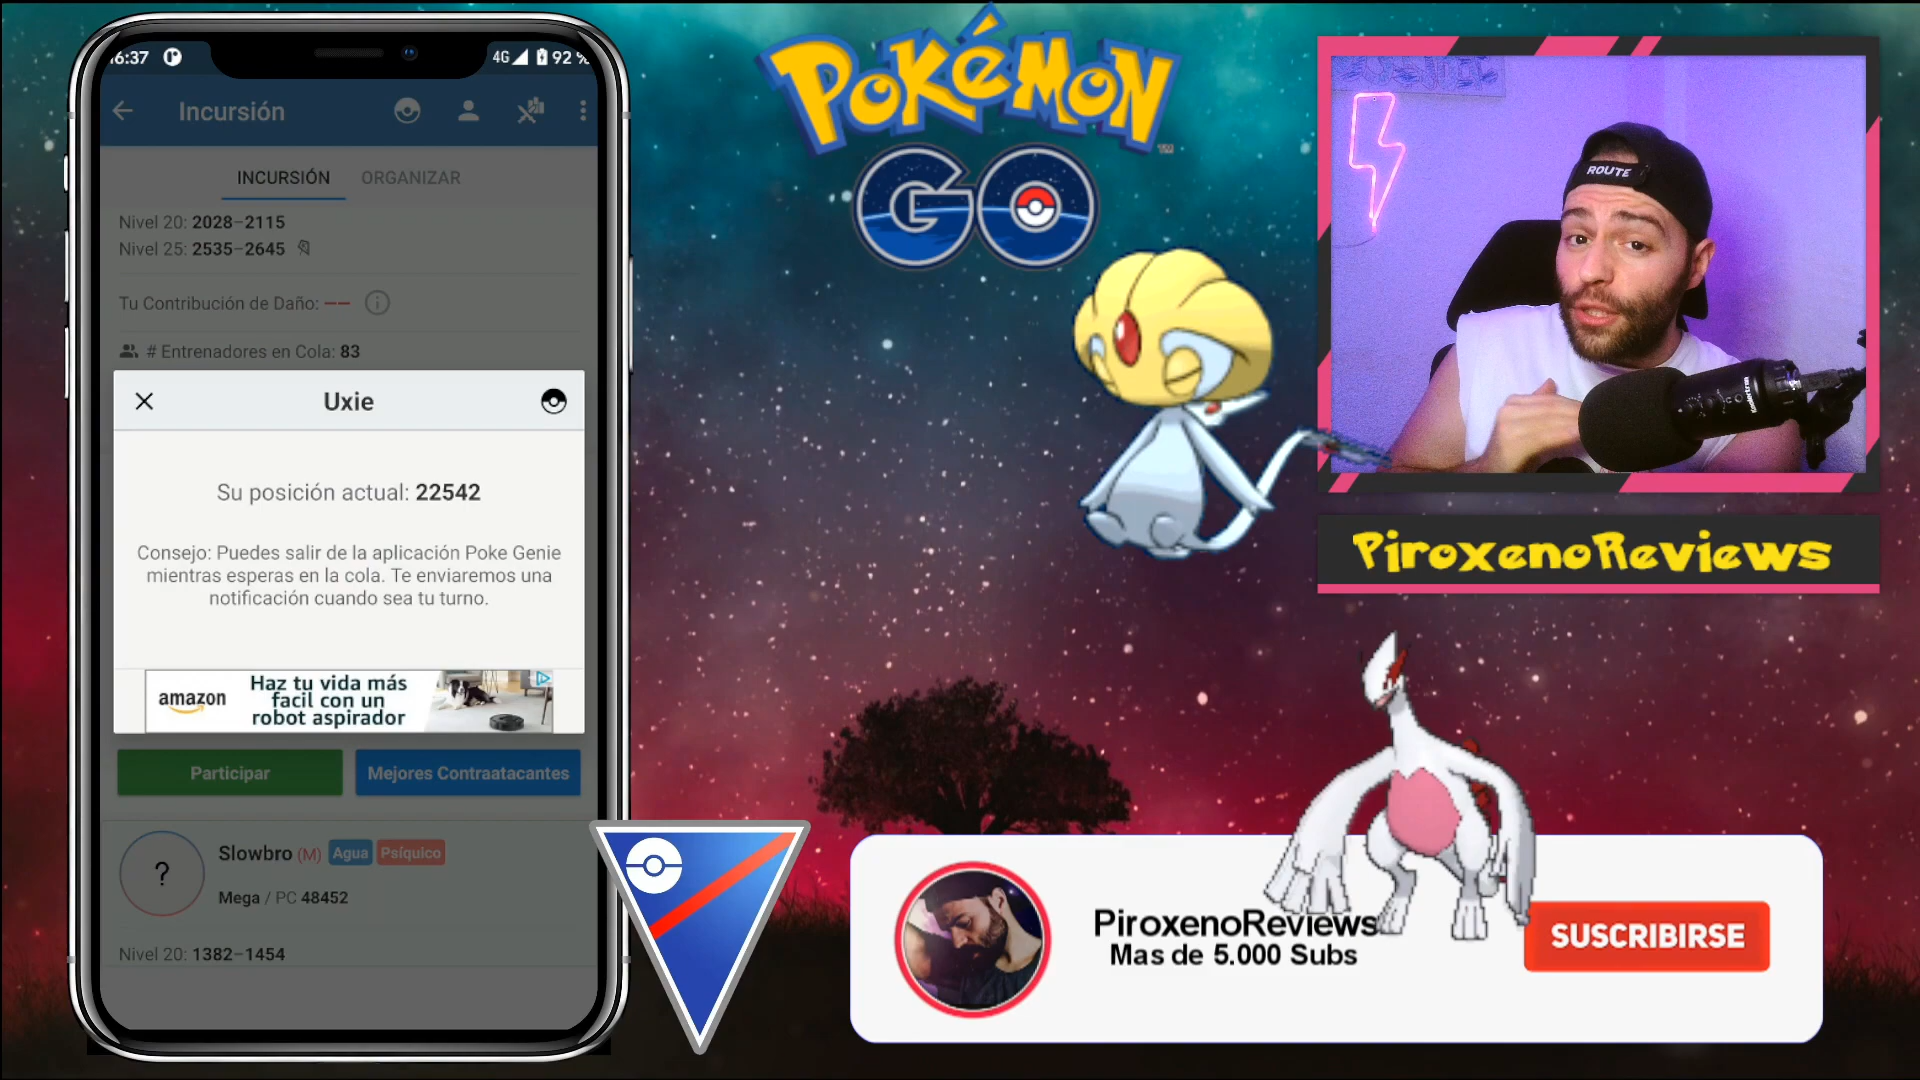 6:37
4G 92 %
Incursión
INCURSIÓN ORGANIZAR
Nivel 20: 2028–2115
Nivel 25: 2535–2645
Tu Contribución de Daño: ——
# Entrenadores en Cola: 83
Uxie
Su posición actual: 22542
Consejo: Puedes salir de la aplicación Poke Genie
mientras esperas en la cola. Te enviaremos una
notificación cuando sea tu turno.
amazon
Haz tu vida más
facil con un
robot aspirador
Participar
Mejores Contraatacantes
?
Slowbro (M) Agua Psíquico
Mega / PC 48452
Nivel 20: 1382–1454
POKéMON
TM
GO
ROUTE
PiroxenoReviews
PiroxenoReviews
Mas de 5.000 Subs
SUSCRIBIRSE